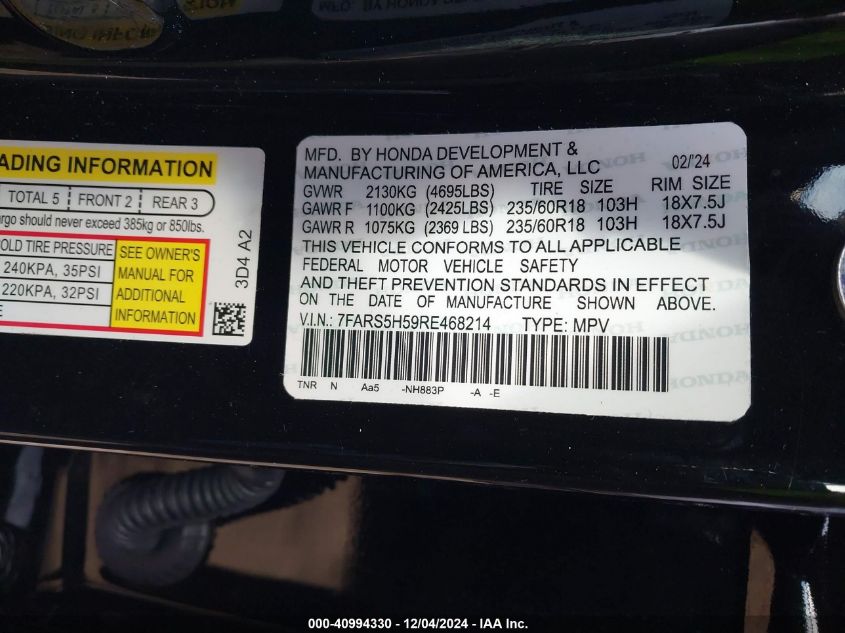 ADING INFORMATION
TOTAL 5 FRONT 2 REAR 3
argo should never exceed 385kg or 850lbs.
OLD TIRE PRESSURE
240KPA, 35PSI
220KPA, 32PSI
SEE OWNER'S
MANUAL FOR
ADDITIONAL
INFORMATION
3D4 A2
MFD. BY HONDA DEVELOPMENT &
MANUFACTURING OF AMERICA, LLC 02/24
GVWR 2130KG (4695LBS) TIRE SIZE RIM SIZE
GAWR F 1100KG (2425LBS) 235/60R18 103H 18X7.5J
GAWR R 1075KG (2369 LBS) 235/60R18 103H 18X7.5J
THIS VEHICLE CONFORMS TO ALL APPLICABLE
FEDERAL MOTOR VEHICLE SAFETY
AND THEFT PREVENTION STANDARDS IN EFFECT
ON THE DATE OF MANUFACTURE SHOWN ABOVE.
V.I.N.: 7FARS5H59RE468214 TYPE: MPV
TNR N Aa5 -NH883P -A -E
HONDA
000-40994330 - 12/04/2024 - IAA Inc.